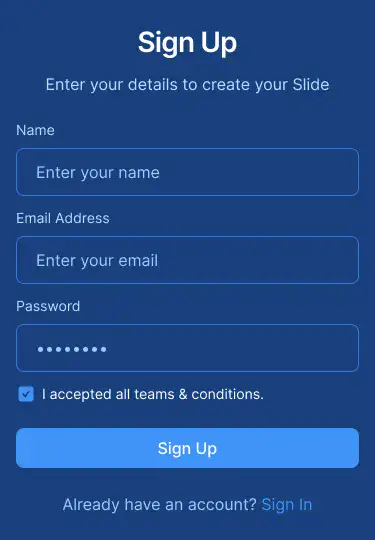 Sign Up
Enter your details to create your Slide
Name
Enter your name
Email Address
Enter your email
Password
••••••••
I accepted all teams & conditions.
Sign Up
Already have an account? Sign In